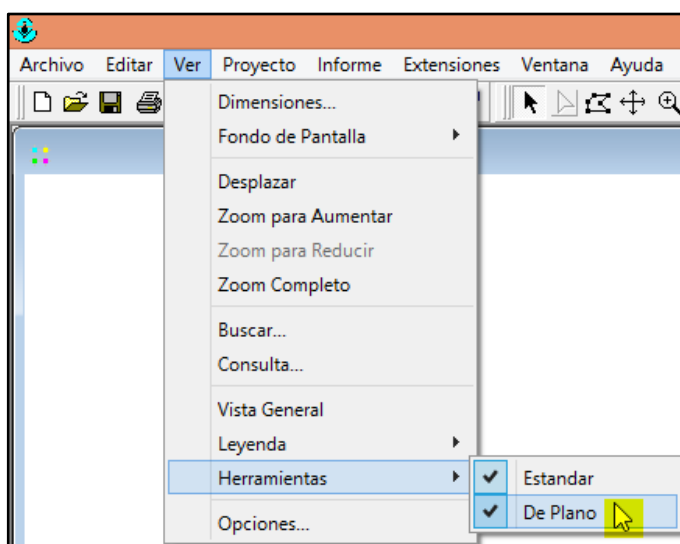 Archivo Editar Ver Proyecto Informe Extensiones Ventana Ayuda
Dimensiones...
Fondo de Pantalla
Desplazar
Zoom para Aumentar
Zoom para Reducir
Zoom Completo
Buscar...
Consulta...
Vista General
Leyenda
Herramientas
Estandar
De Plano
Opciones...